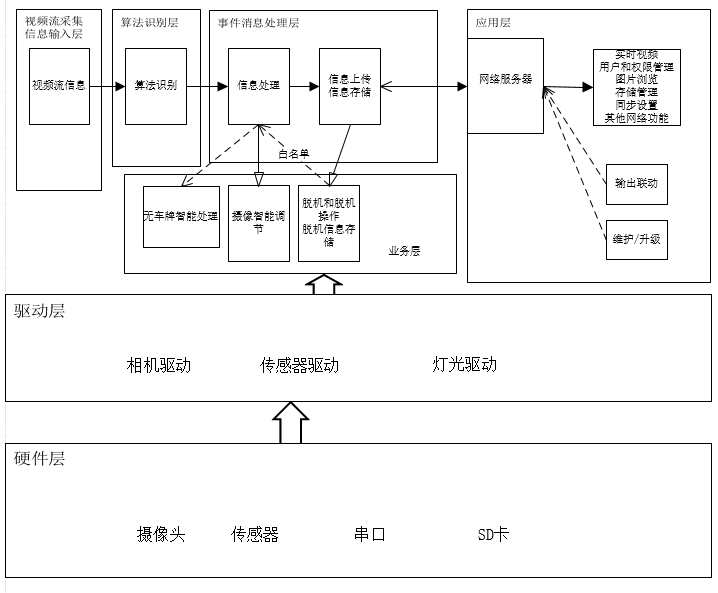 视频流采集
信息输入层
算法识别层
事件消息处理层
应用层
视频流信息
算法识别
信息处理
信息上传
信息存储
网络服务器
实时视频
用户和权限管理
图片浏览
存储管理
同步设置
其他网络功能
白名单
无车牌智能处理
摄像智能调
节
脱机和脱机
操作
脱机信息存
储
业务层
输出联动
维护/升级
驱动层
相机驱动
传感器驱动
灯光驱动
硬件层
摄像头
传感器
串口
SD卡